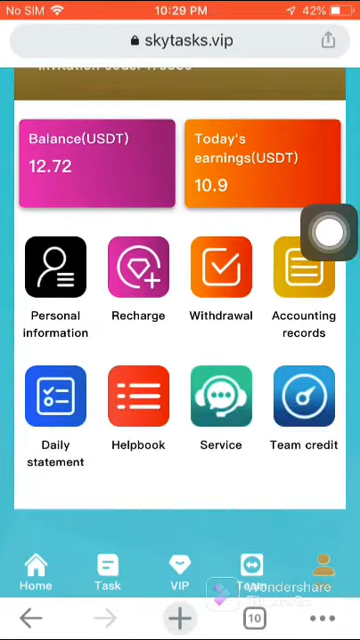 No SIM 10:29 PM 42%
skytasks.vip
Balance(USDT)
12.72
Today's
earnings(USDT)
10.9
Personal
information
Recharge
Withdrawal
Accounting
records
Daily
statement
Helpbook
Service
Team credit
Home
Task
VIP
Wondershare
10